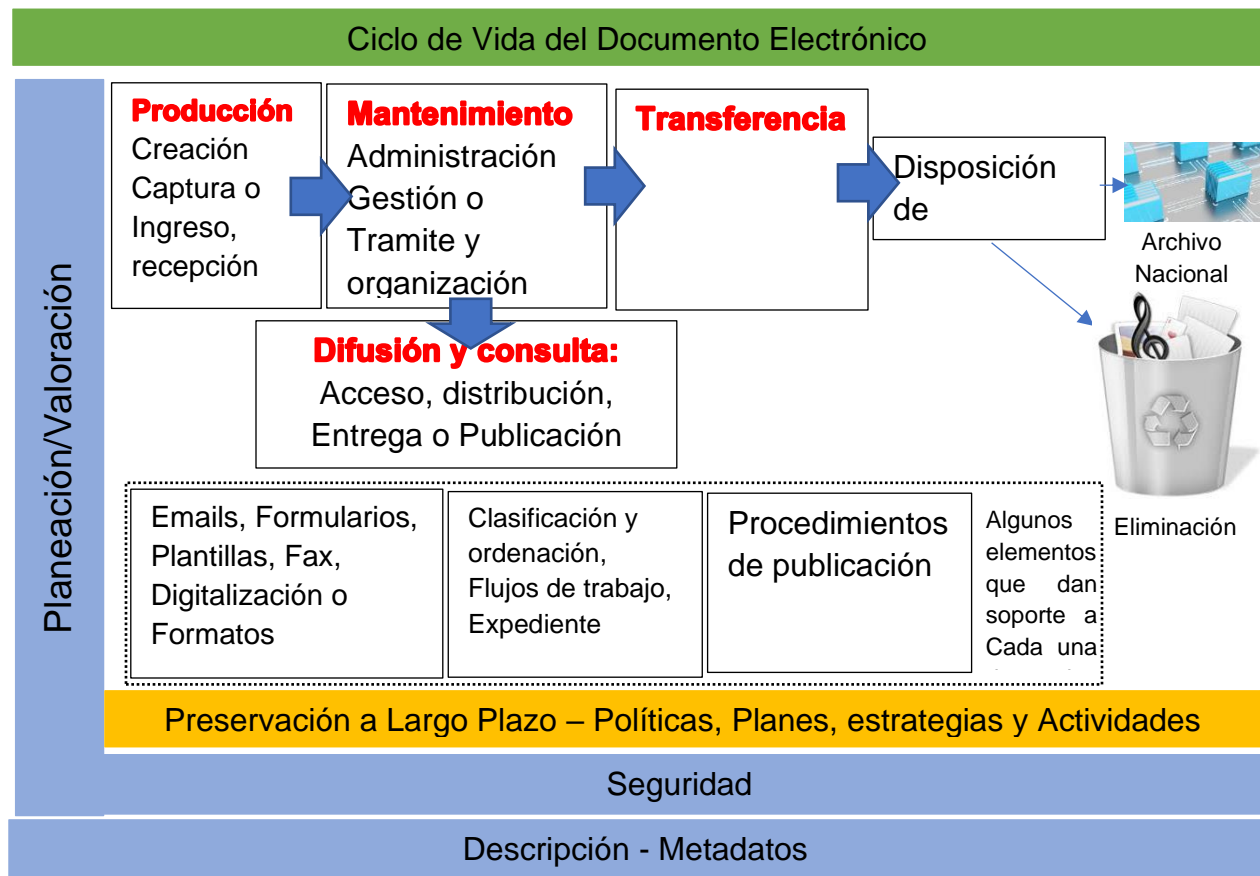 Ciclo de Vida del Documento Electrónico
Planeación/Valoración
Producción
Creación
Captura o
Ingreso,
recepción
Mantenimiento
Administración
Gestión o
Tramite y
organización
Transferencia
Disposición
de
Archivo
Nacional
Difusión y consulta:
Acceso, distribución,
Entrega o Publicación
Eliminación
Emails, Formularios,
Plantillas, Fax,
Digitalización o
Formatos
Clasificación y
ordenación,
Flujos de trabajo,
Expediente
Procedimientos
de publicación
Algunos
elementos
que dan
soporte a
Cada una
Preservación a Largo Plazo – Políticas, Planes, estrategias y Actividades
Seguridad
Descripción - Metadatos